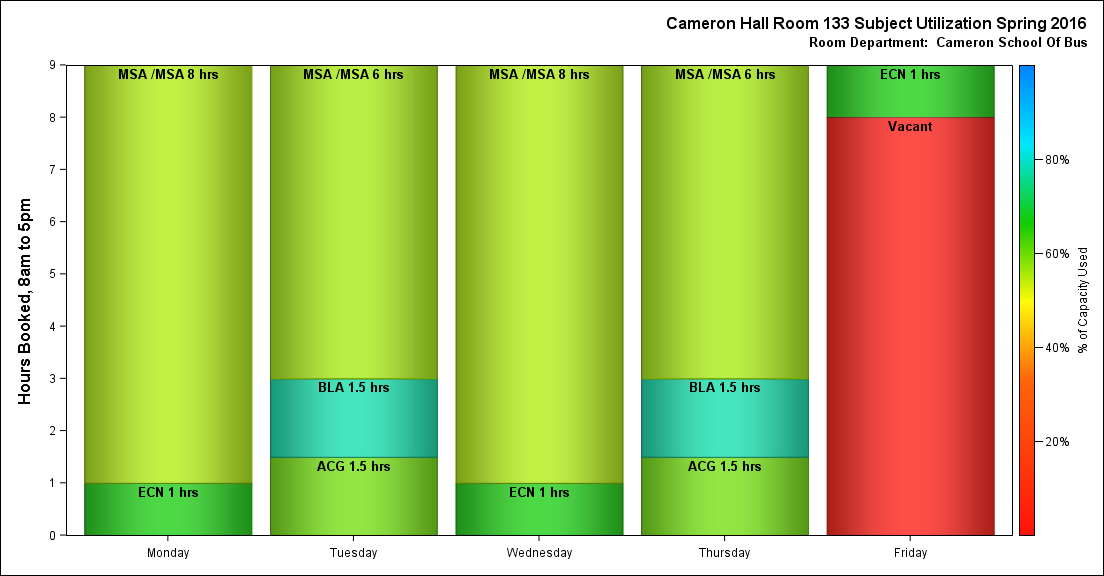 Cameron Hall Room 133 Subject Utilization Spring 2016
Room Department:  Cameron School Of Bus
Hours Booked, 8am to 5pm
9
8
7
6
5
4
3
2
1
0
MSA /MSA 8 hrs
ECN 1 hrs
MSA /MSA 6 hrs
BLA 1.5 hrs
ACG 1.5 hrs
MSA /MSA 8 hrs
ECN 1 hrs
MSA /MSA 6 hrs
BLA 1.5 hrs
ACG 1.5 hrs
ECN 1 hrs
Vacant
Monday
Tuesday
Wednesday
Thursday
Friday
80%
60%
40%
20%
% of Capacity Used